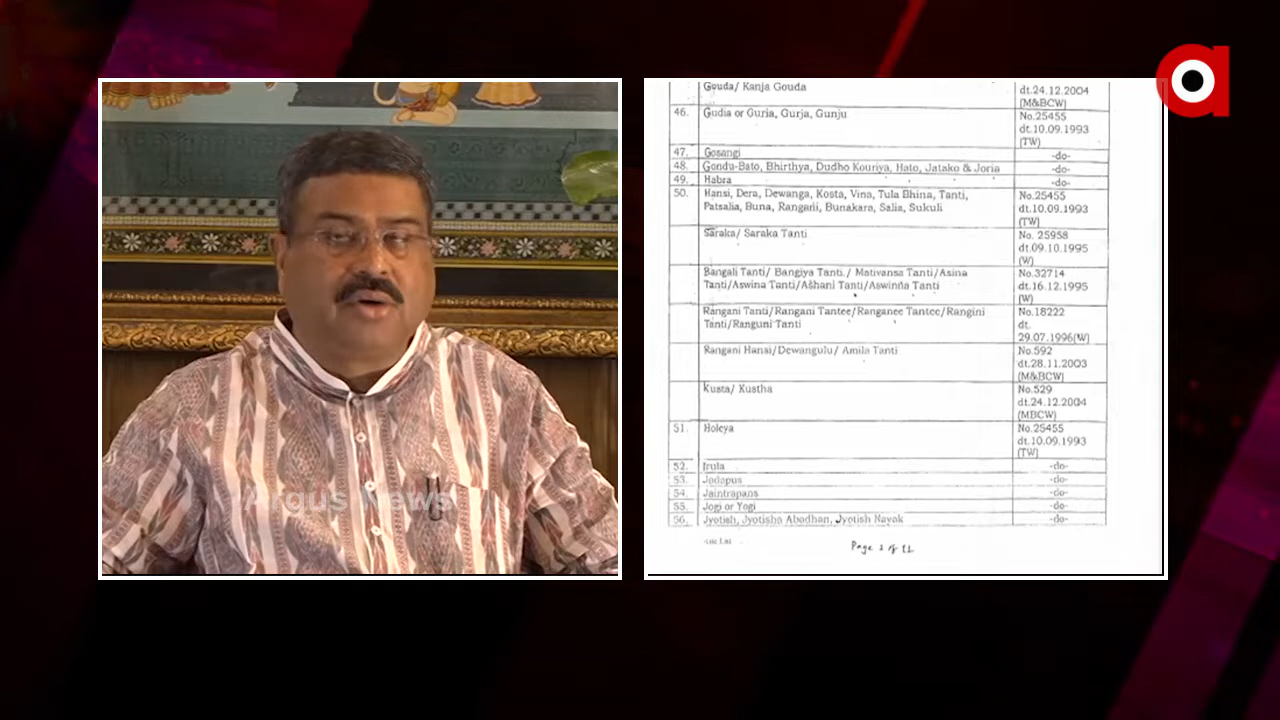 Argus News
Gouda/ Kanja Gouda
dt.24.12.2004
(M&BCW)
46. Gudia or Guria, Gurja, Gunju No.25455
dt.10.09.1993
(TW)
47. Gosangi -do-
48. Gondu-Bato, Bhirthya, Dudho Kouriya, Hato, Jatako & Joria -do-
49. Habra -do-
50. Hansi, Dera, Dewanga, Kosta, Vina, Tula Bhina, Tanti, No.25455
Patsalia, Buna, Rangani, Bunakara, Salia, Sukuli dt.10.09.1993
(TW)
Saraka/ Saraka Tanti No. 25958
dt.09.10.1995
(W)
Bangali Tanti/ Bangiya Tanti./ Mativansa Tanti/Asina No.32714
Tanti/Aswina Tanti/Ashani Tanti/Aswinna Tanti dt.16.12.1995
(W)
Rangani Tanti/Rangani Tantee/Ranganee Tantee/Rangini No.18222
Tanti/Ranguni Tanti dt.
29.07.1996(W)
Rangani Hansi/Dewangulu/ Amila Tanti No.592
dt.28.11.2003
(M&BCW)
Kusta/ Kustha No.529
dt.24.12.2004
(MBCW)
51. Holeya No.25455
dt.10.09.1993
(TW)
52. Irula -do-
53. Jadapus -do-
54. Jaintrapans -do-
55. Jogi or Yogi -do-
56. Jyotish, Jyotisha Abadhan, Jyotish Nayak -do-
Page 3 of 12